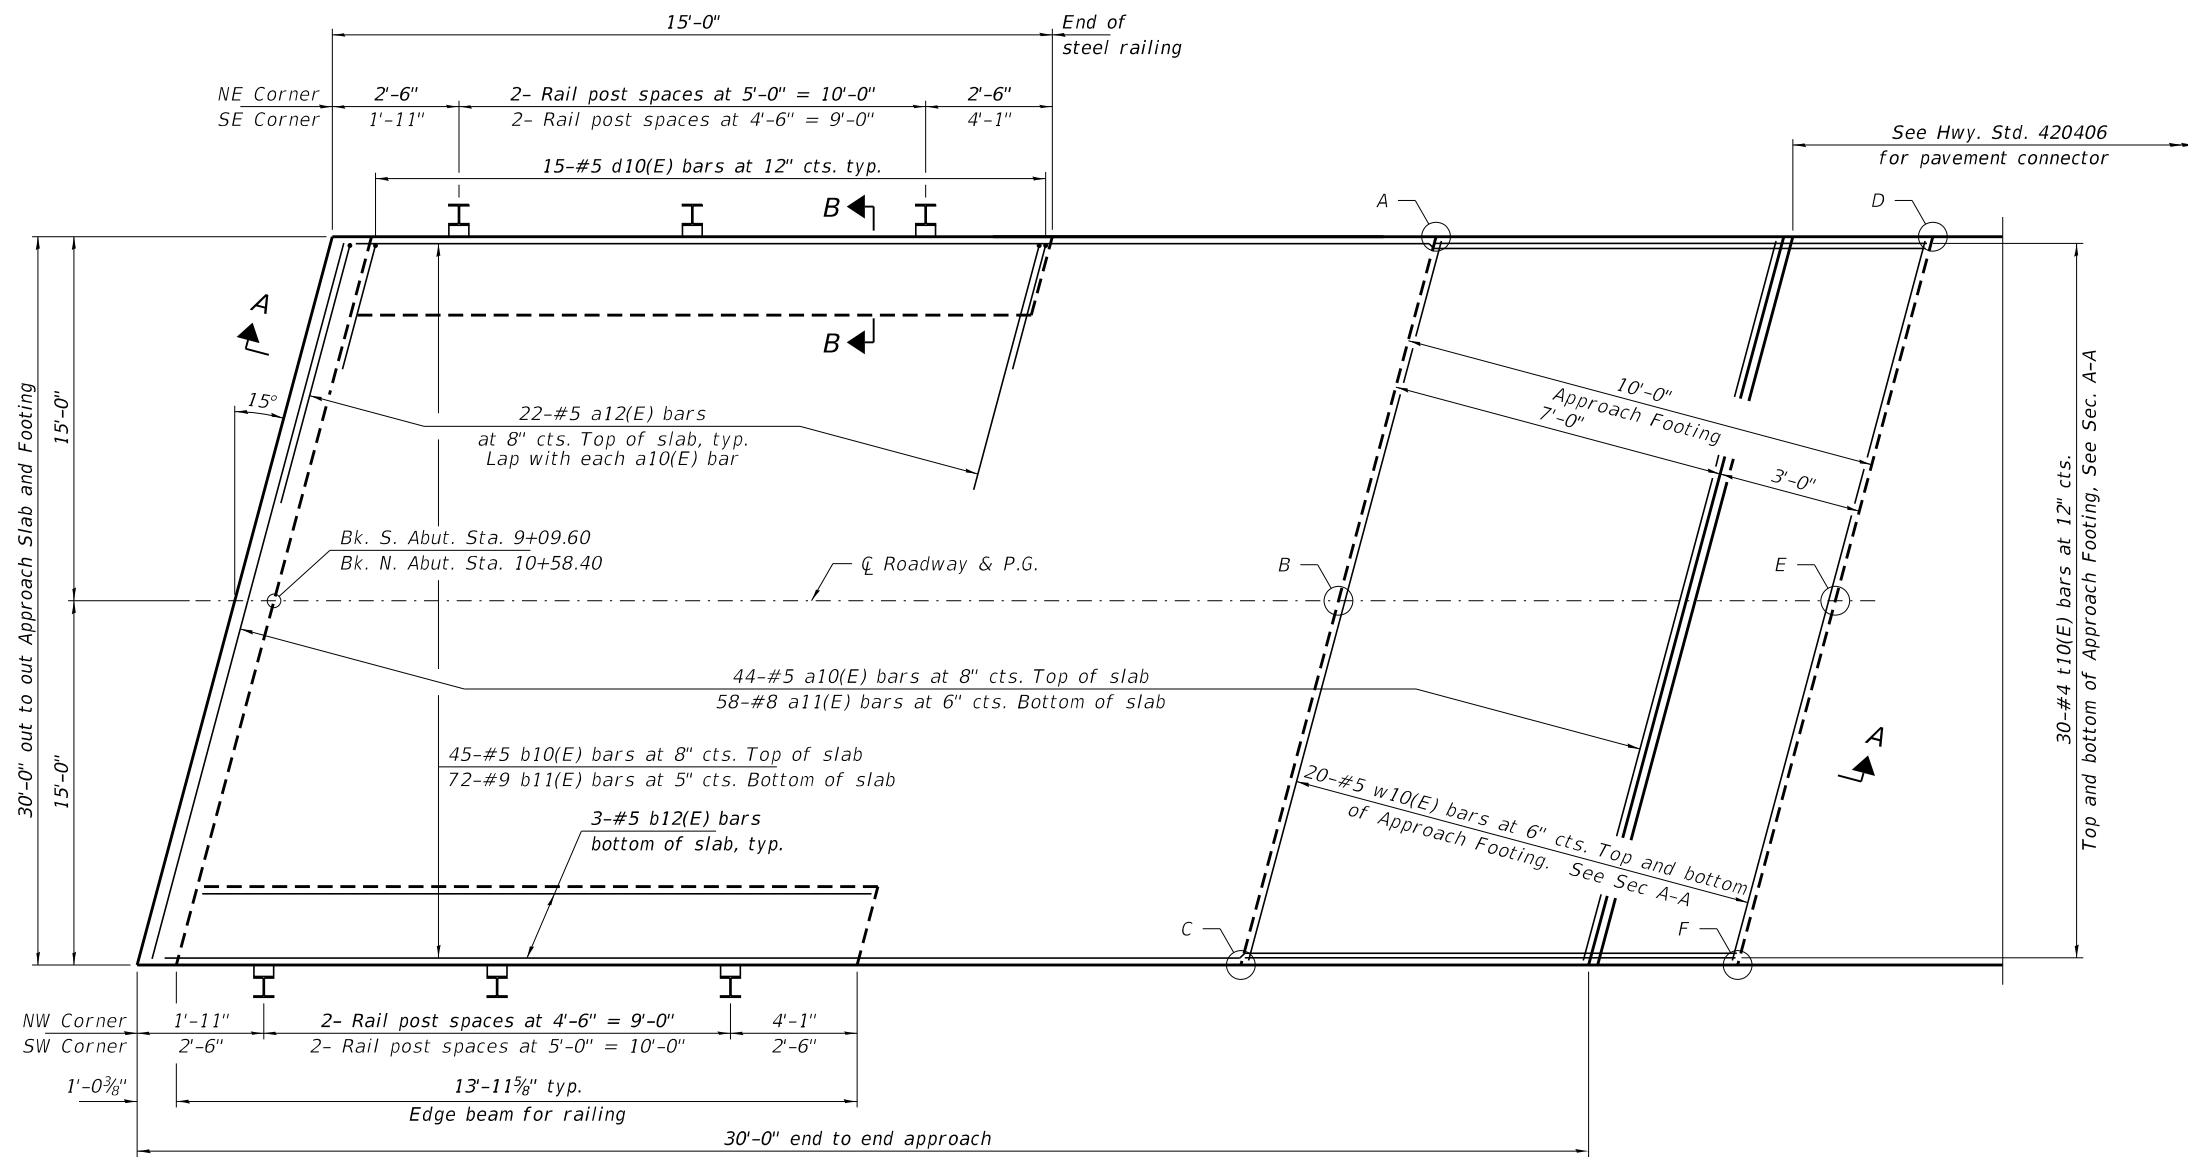 15'-0"
End of
steel railing
NE Corner
2'-6"
2- Rail post spaces at 5'-0" = 10'-0"
2'-6"
SE Corner
1'-11"
2- Rail post spaces at 4'-6" = 9'-0"
4'-1"
See Hwy. Std. 420406
for pavement connector
15-#5 d10(E) bars at 12" cts. typ.
B
A
D
A
B
15°
10'-0"
Approach Footing
7'-0"
3'-0"
22-#5 a12(E) bars
at 8" cts. Top of slab, typ.
Lap with each a10(E) bar
30'-0" out to out Approach Slab and Footing
15'-0"
15'-0"
30-#4 t10(E) bars at 12" cts.
Top and bottom of Approach Footing, See Sec. A-A
Bk. S. Abut. Sta. 9+09.60
Bk. N. Abut. Sta. 10+58.40
℄ Roadway & P.G.
B
E
44-#5 a10(E) bars at 8" cts. Top of slab
58-#8 a11(E) bars at 6" cts. Bottom of slab
A
45-#5 b10(E) bars at 8" cts. Top of slab
72-#9 b11(E) bars at 5" cts. Bottom of slab
20-#5 w10(E) bars at 6" cts. Top and bottom
of Approach Footing. See Sec A-A
3-#5 b12(E) bars
bottom of slab, typ.
C
F
NW Corner
1'-11"
2- Rail post spaces at 4'-6" = 9'-0"
4'-1"
SW Corner
2'-6"
2- Rail post spaces at 5'-0" = 10'-0"
2'-6"
1'-0⅜"
13'-11⅝" typ.
Edge beam for railing
30'-0" end to end approach